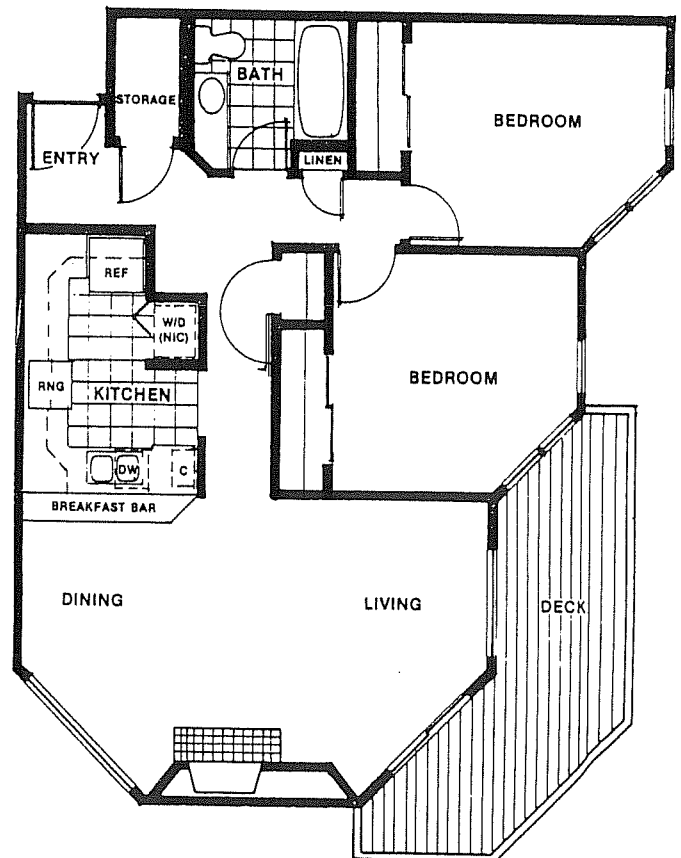 BATH
STORAGE
BEDROOM
ENTRY
LINEN
REF
W/D
(NIC)
RNG
KITCHEN
BEDROOM
DW
C
BREAKFAST BAR
DINING
LIVING
DECK